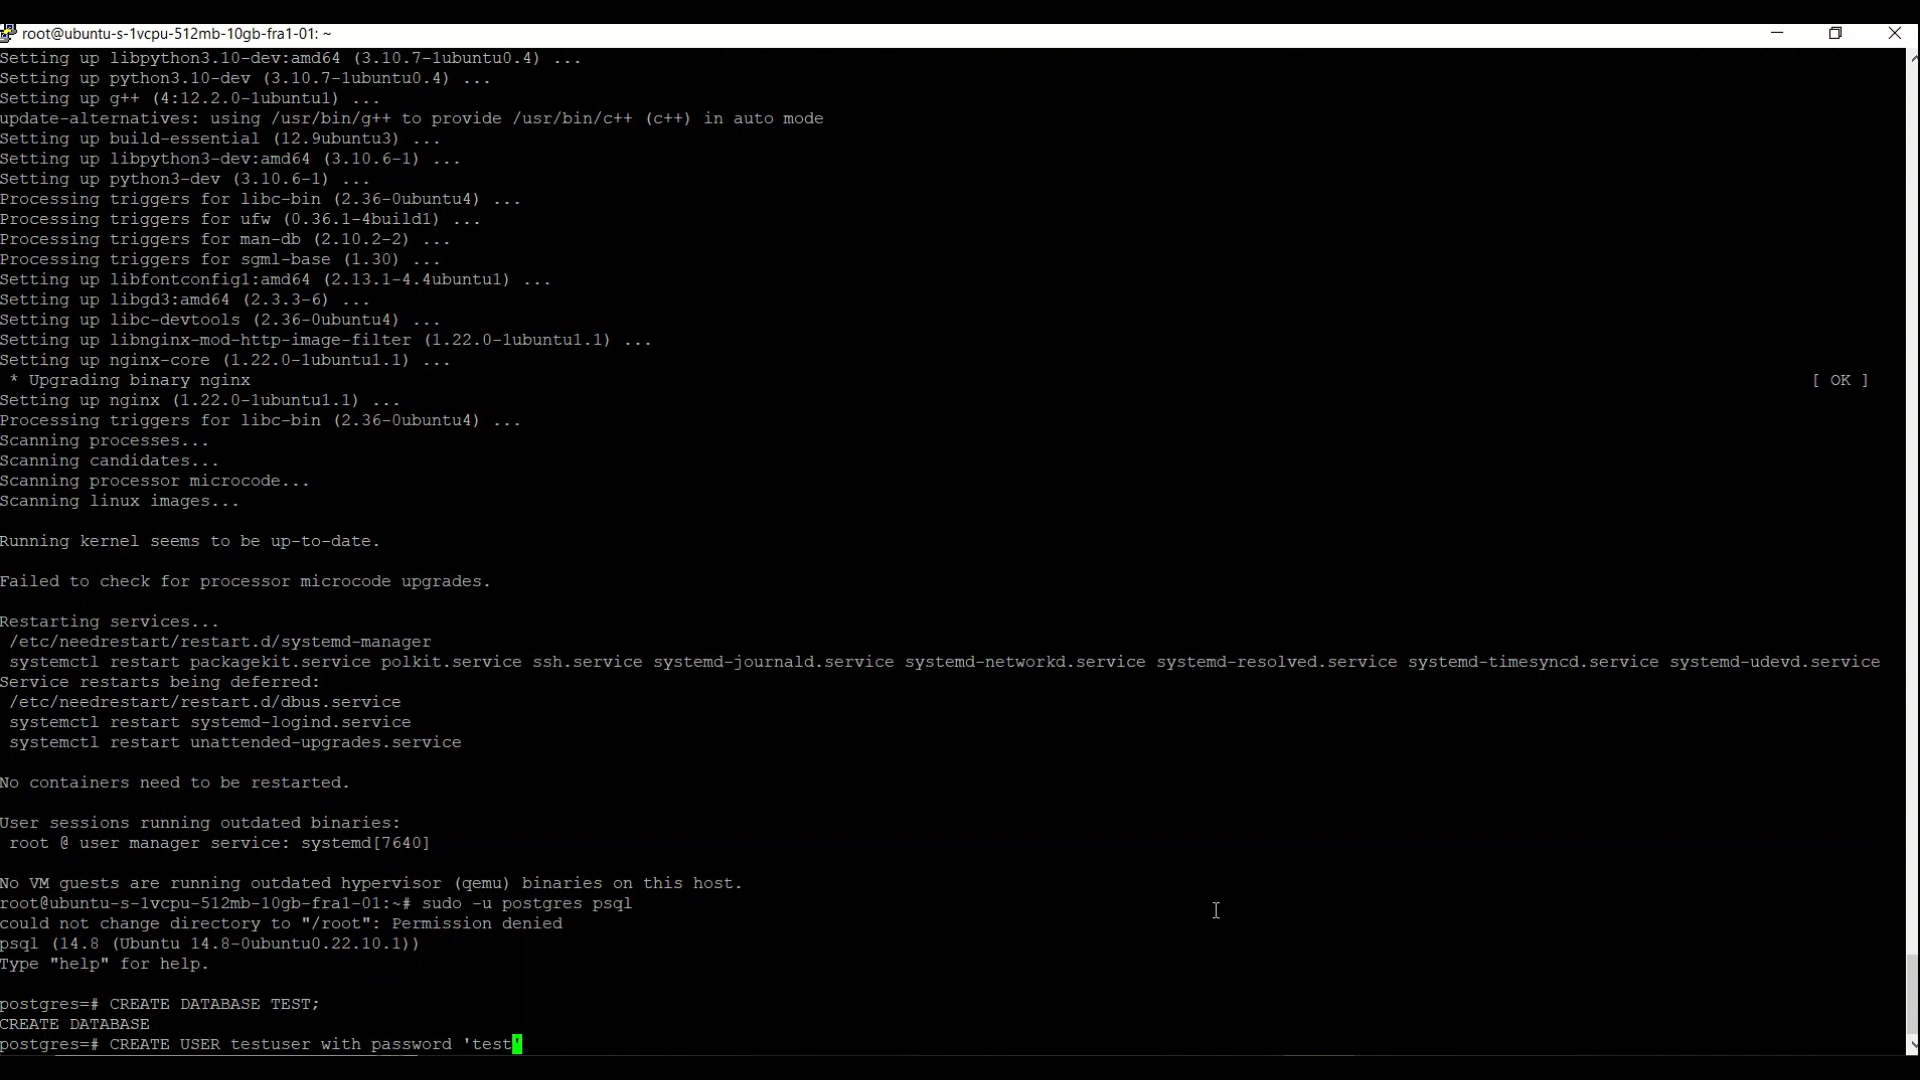 root@ubuntu-s-1vcpu-512mb-10gb-fra1-01: ~
Setting up libpython3.10-dev:amd64 (3.10.7-1ubuntu0.4) ...
Setting up python3.10-dev (3.10.7-1ubuntu0.4) ...
Setting up g++ (4:12.2.0-1ubuntu1) ...
update-alternatives: using /usr/bin/g++ to provide /usr/bin/c++ (c++) in auto mode
Setting up build-essential (12.9ubuntu3) ...
Setting up libpython3-dev:amd64 (3.10.6-1) ...
Setting up python3-dev (3.10.6-1) ...
Processing triggers for libc-bin (2.36-0ubuntu4) ...
Processing triggers for ufw (0.36.1-4build1) ...
Processing triggers for man-db (2.10.2-2) ...
Processing triggers for sgml-base (1.30) ...
Setting up libfontconfig1:amd64 (2.13.1-4.4ubuntu1) ...
Setting up libgd3:amd64 (2.3.3-6) ...
Setting up libc-devtools (2.36-0ubuntu4) ...
Setting up libnginx-mod-http-image-filter (1.22.0-1ubuntu1.1) ...
Setting up nginx-core (1.22.0-1ubuntu1.1) ...
 * Upgrading binary nginx [ OK ]
Setting up nginx (1.22.0-1ubuntu1.1) ...
Processing triggers for libc-bin (2.36-0ubuntu4) ...
Scanning processes...
Scanning candidates...
Scanning processor microcode...
Scanning linux images...
Running kernel seems to be up-to-date.
Failed to check for processor microcode upgrades.
Restarting services...
 /etc/needrestart/restart.d/systemd-manager
 systemctl restart packagekit.service polkit.service ssh.service systemd-journald.service systemd-networkd.service systemd-resolved.service systemd-timesyncd.service systemd-udevd.service
Service restarts being deferred:
 /etc/needrestart/restart.d/dbus.service
 systemctl restart systemd-logind.service
 systemctl restart unattended-upgrades.service
No containers need to be restarted.
User sessions running outdated binaries:
 root @ user manager service: systemd[7640]
No VM guests are running outdated hypervisor (qemu) binaries on this host.
root@ubuntu-s-1vcpu-512mb-10gb-fra1-01:~# sudo -u postgres psql
could not change directory to "/root": Permission denied
psql (14.8 (Ubuntu 14.8-0ubuntu0.22.10.1))
Type "help" for help.
postgres=# CREATE DATABASE TEST;
CREATE DATABASE
postgres=# CREATE USER testuser with password 'test'